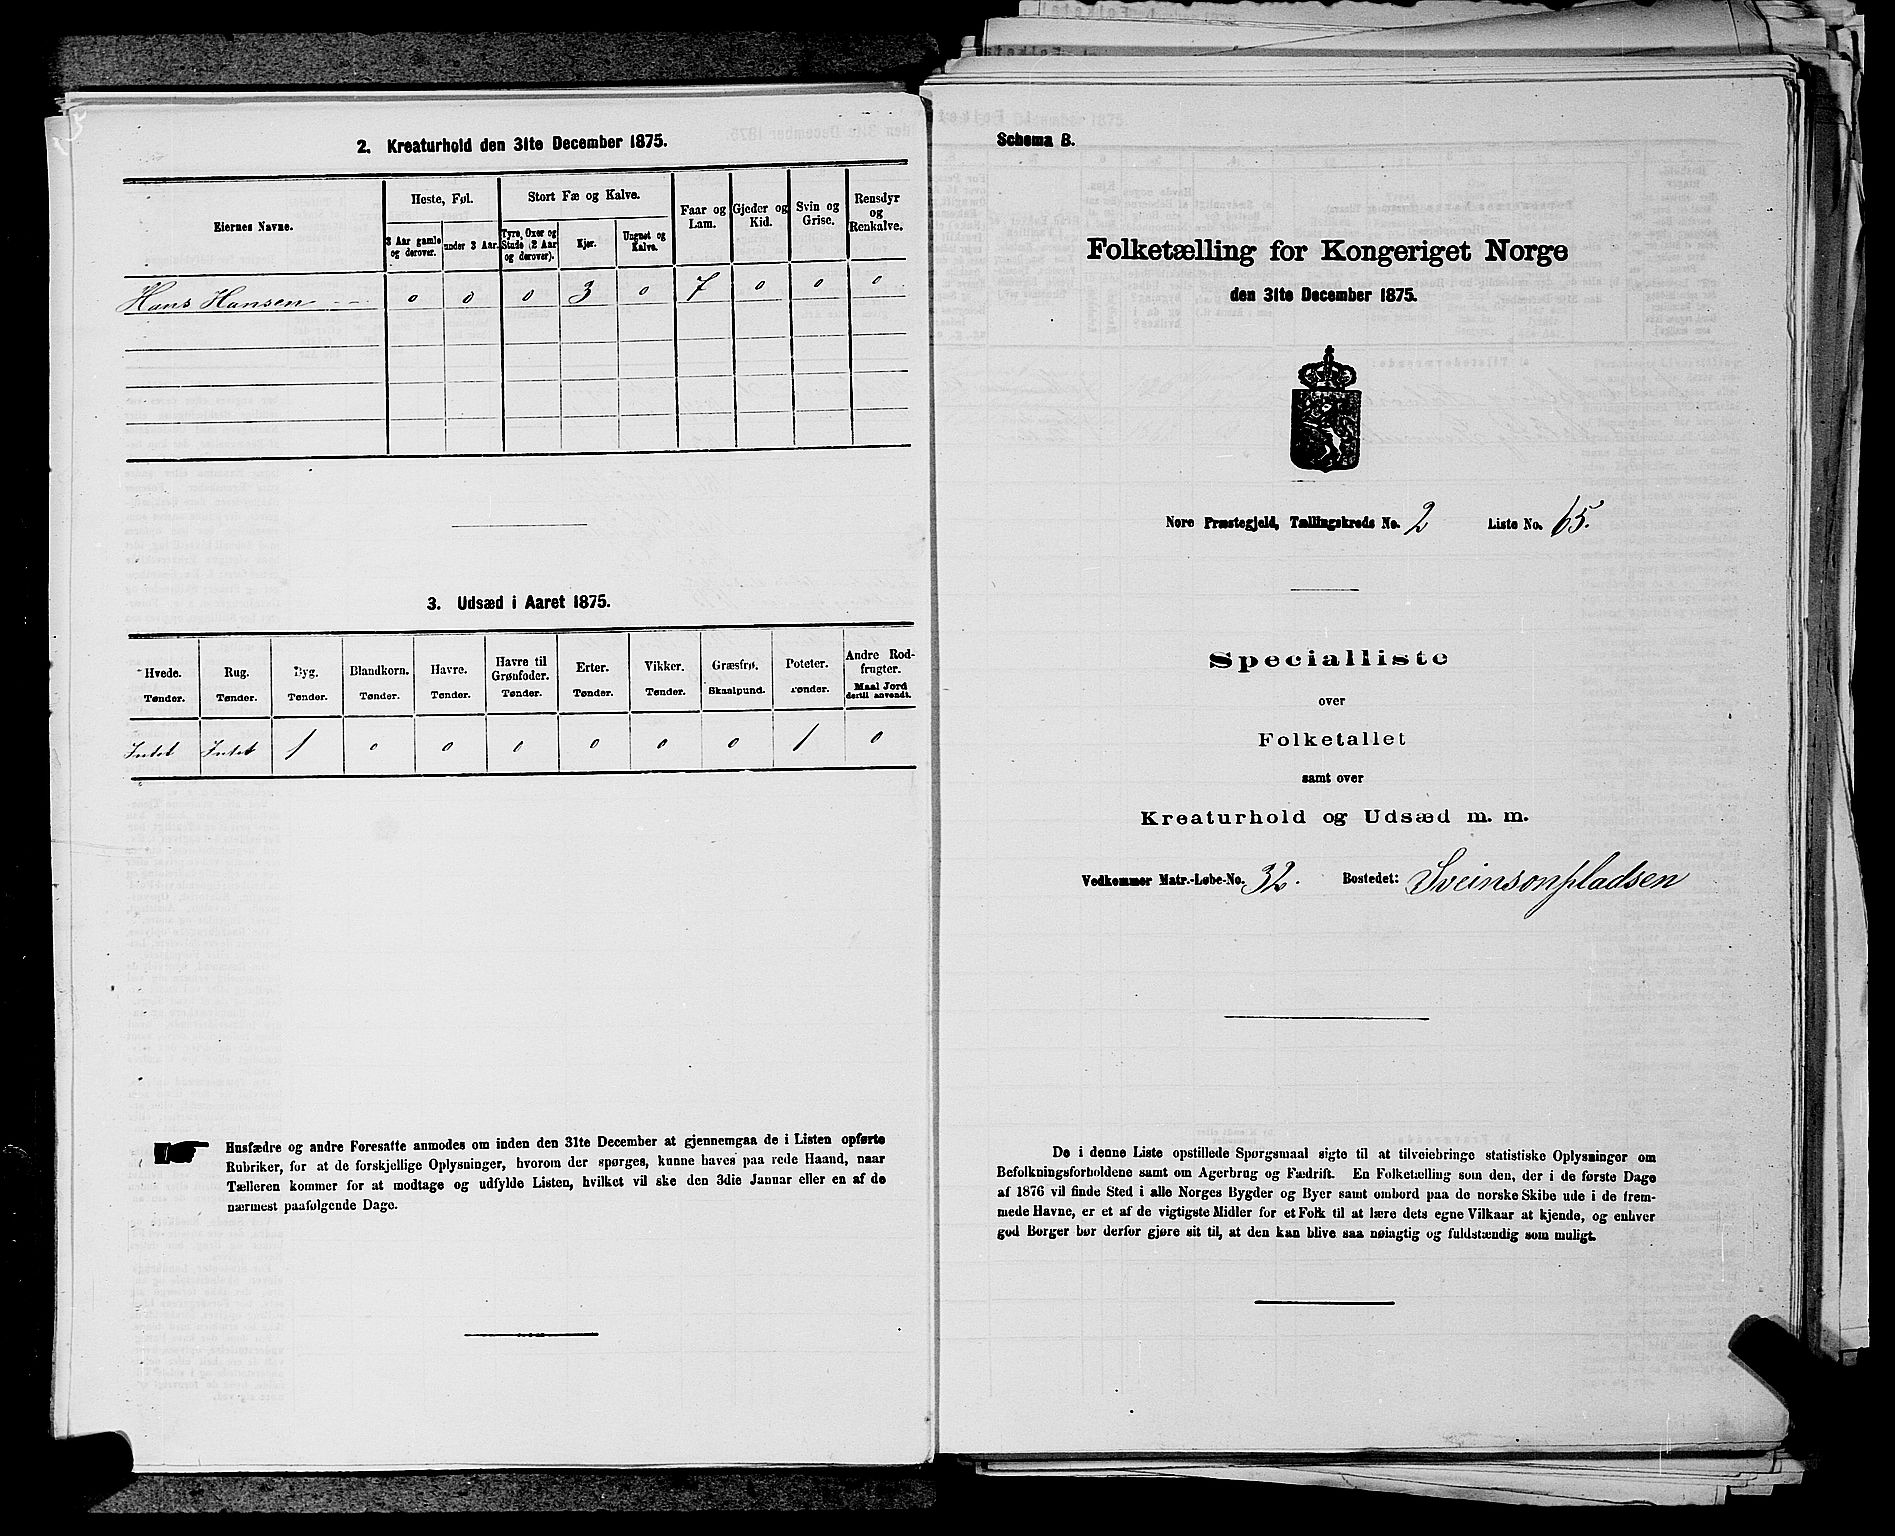 2. Kreaturhold den 31te December 1875.
Eiernes Navne.
Heste, Føl.
3 Aar gamle og derover.
under 3 Aar.
Stort Fæ og Kalve.
Tyre, Oxer og Stude (2 Aar og derover).
Kjør.
Ungnøt og Kalve.
Faar og Lam.
Gjeder og Kid.
Svin og Grise.
Rensdyr og Renkalve.
Hans Hansen 0 0 0 3 0 7 0 0 0
3. Udsæd i Aaret 1875.
Hvede. Rug. Byg. Blandkorn. Havre. Havre til Grønfoder. Erter. Vikker. Græsfrø. Poteter. Andre Rodfrugter.
Tønder. Tønder. Tønder. Tønder. Tønder. Tønder. Tønder. Tønder. Skaalpund. Tønder. Maal Jord dertil anvendt.
Intet Intet 1 0 0 0 0 0 0 1 0
Husfædre og andre Foresatte anmodes om inden den 31te December at gjennemgaa de i Listen opførte
Rubriker, for at de forskjellige Oplysninger, hvorom der spørges, kunne haves paa rede Haand, naar
Tælleren kommer for at modtage og udfylde Listen, hvilket vil ske den 3die Januar eller en af de
nærmest paafølgende Dage.
Schema B.
Folketælling for Kongeriget Norge
den 31te December 1875.
Nore Præstegjeld, Tællingskreds No. 2 Liste No. 65.
Specialliste
over
Folketallet
samt over
Kreaturhold og Udsæd m. m.
Vedkommer Matr.-Løbe-No. 32. Bostedet: Sveinsonpladsen
De i denne Liste opstillede Spørgsmaal sigte til at tilveiebringe statistiske Oplysninger om
Befolkningsforholdene samt om Agerbrug og Fædrift. En Folketælling som den, der i de første Dage
af 1876 vil finde Sted i alle Norges Bygder og Byer samt ombord paa de norske Skibe ude i de frem-
mede Havne, er et af de vigtigste Midler for et Folk til at lære dets egne Vilkaar at kjende, og enhver
god Borger bør derfor gjøre sit til, at den kan blive saa nøiagtig og fuldstændig som muligt.